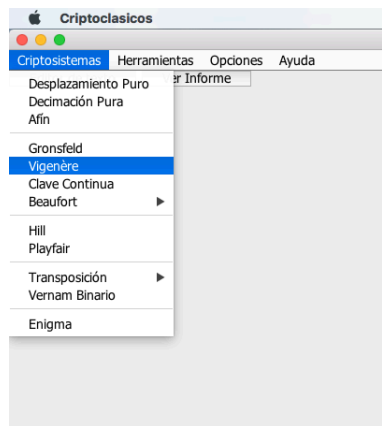 Criptoclasicos
Criptosistemas Herramientas Opciones Ayuda
er Informe
Desplazamiento Puro
Decimación Pura
Afín
Gronsfeld
Vigenère
Clave Continua
Beaufort
Hill
Playfair
Transposición
Vernam Binario
Enigma